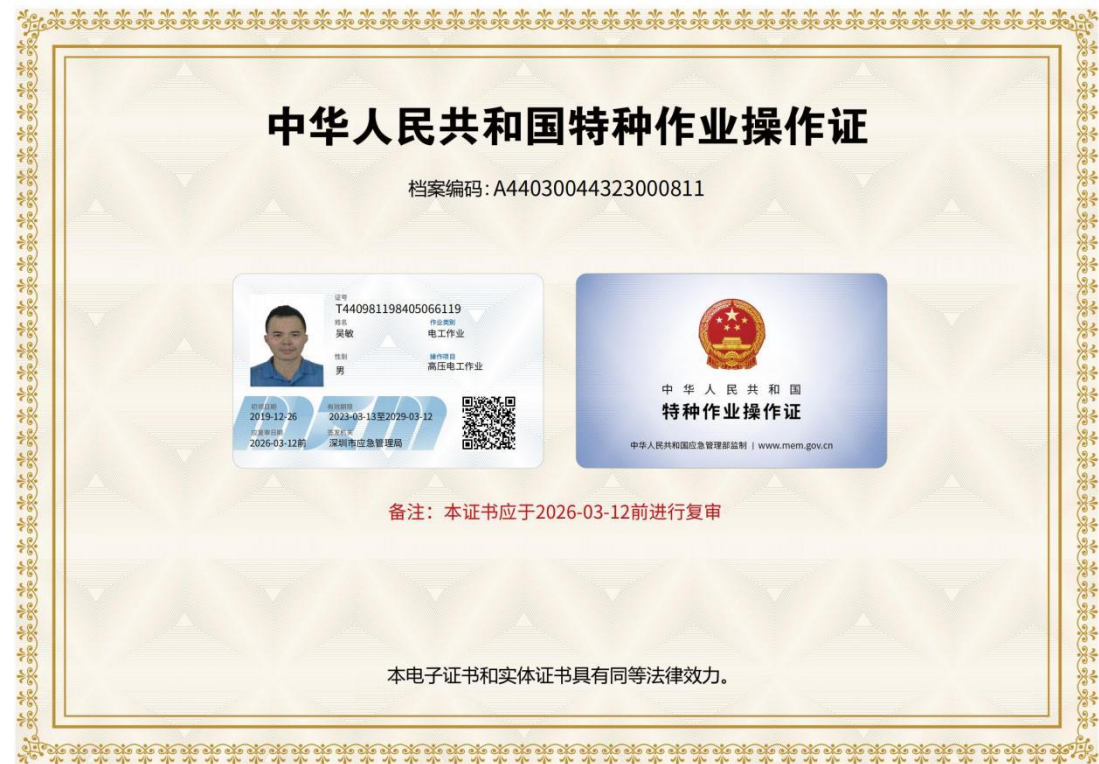 中华人民共和国特种作业操作证
档案编码:A44030044323000811
证号
T440981198405066119
姓名 作业类别
吴敏 电工作业
性别 操作项目
男 高压电工作业
初领日期 有效期限
2019-12-26 2023-03-13至2029-03-12
应复审日期 签发机关
2026-03-12前 深圳市应急管理局
中华人民共和国
特种作业操作证
中华人民共和国应急管理部监制 | www.mem.gov.cn
备注：本证书应于2026-03-12前进行复审
本电子证书和实体证书具有同等法律效力。